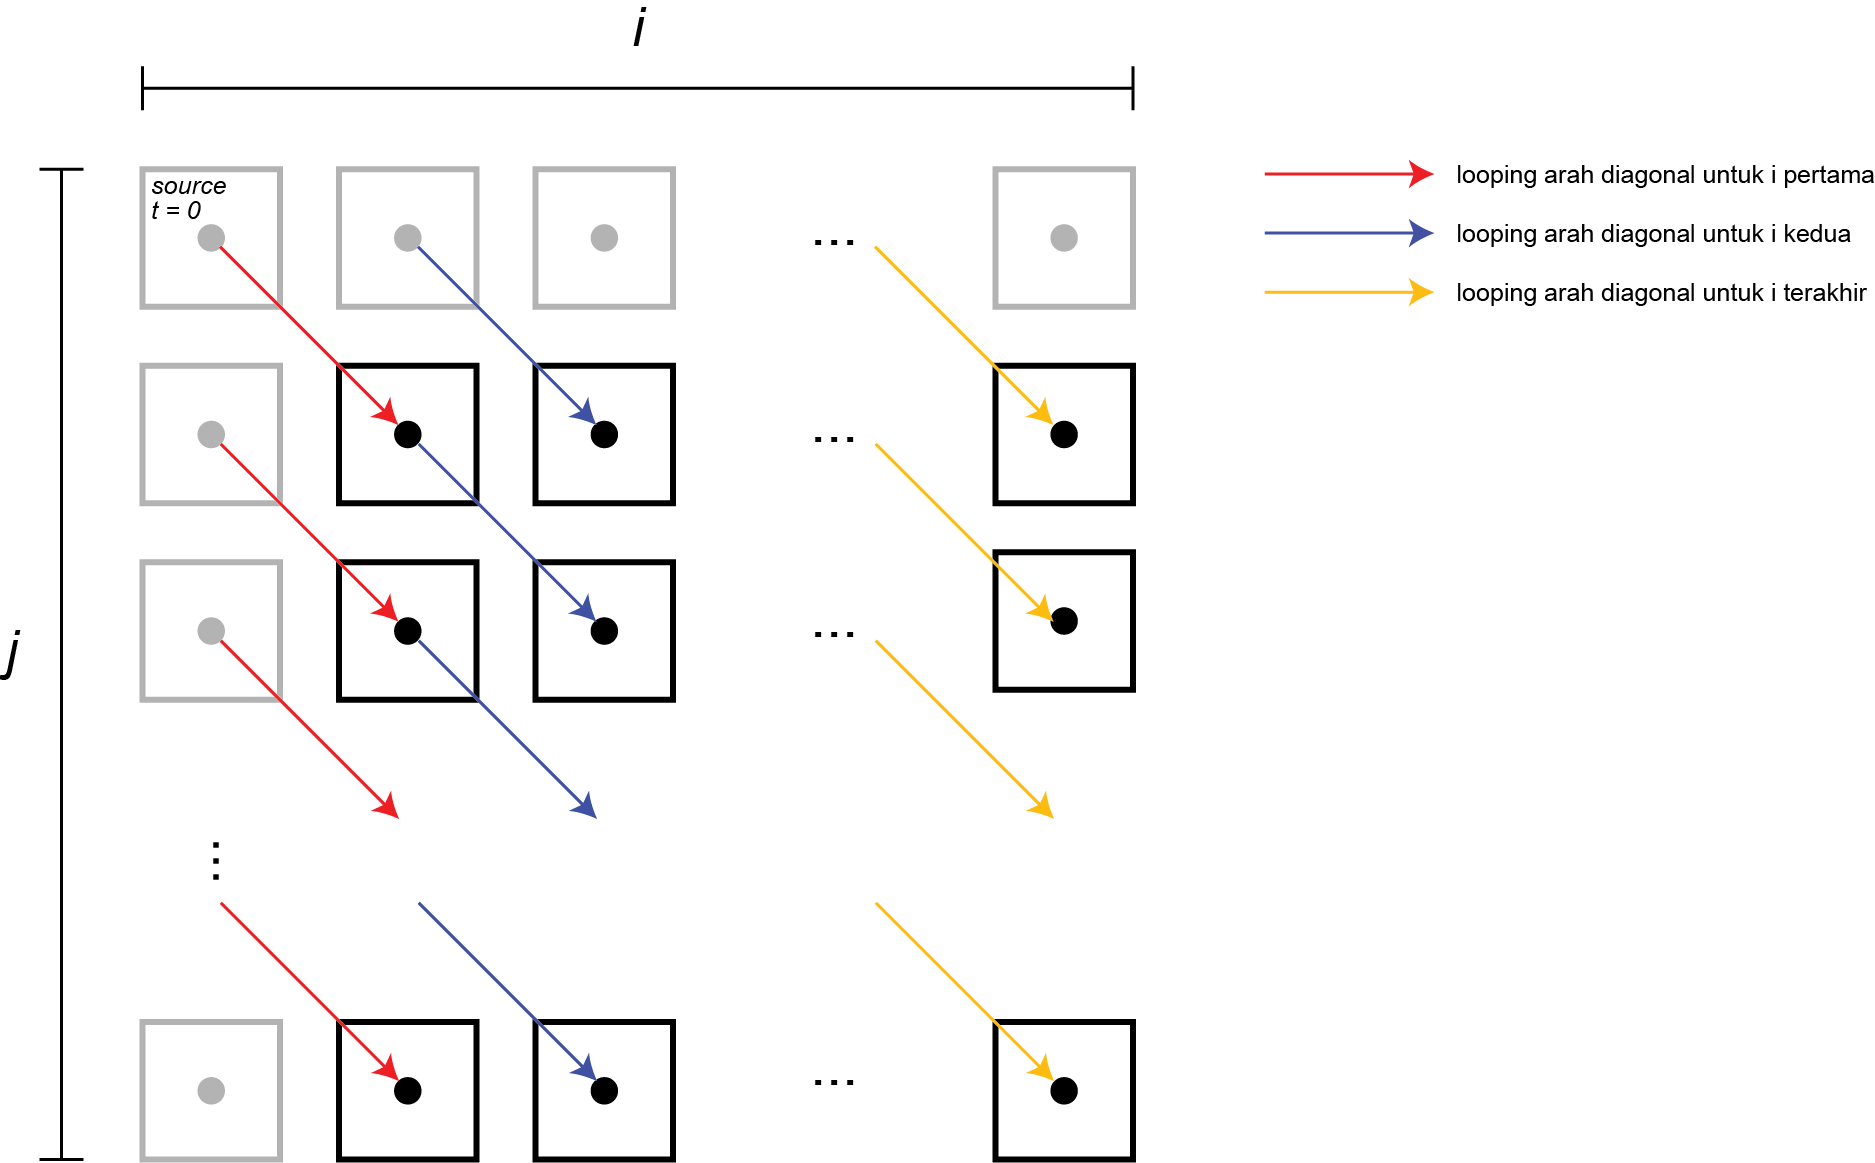 i
source
t = 0
looping arah diagonal untuk i pertama
looping arah diagonal untuk i kedua
looping arah diagonal untuk i terakhir
...
...
j
...
⋮
...